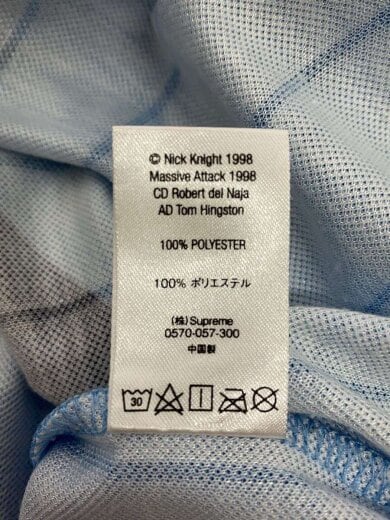 © Nick Knight 1998
Massive Attack 1998
CD Robert del Naja
AD Tom Hingston
100% POLYESTER
100% ポリエステル
(株) Supreme
0570-057-300
中国製
30